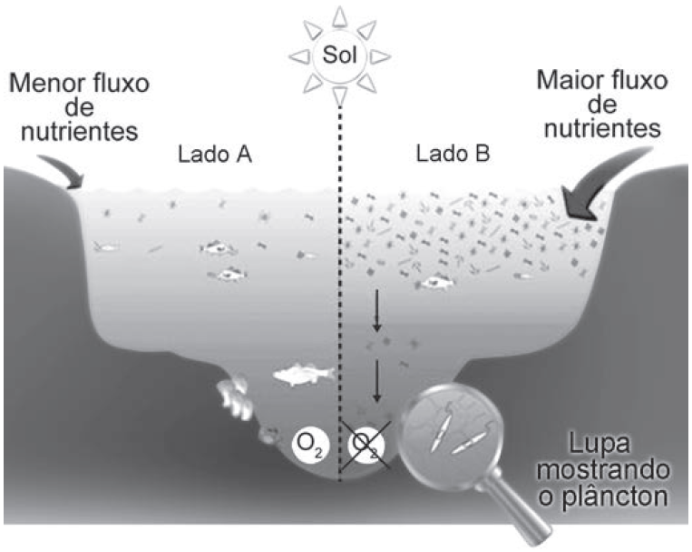 Sol
Menor fluxo
de
nutrientes
Maior fluxo
de
nutrientes
Lado A
Lado B
O₂
O₂
Lupa
mostrando
o plâncton